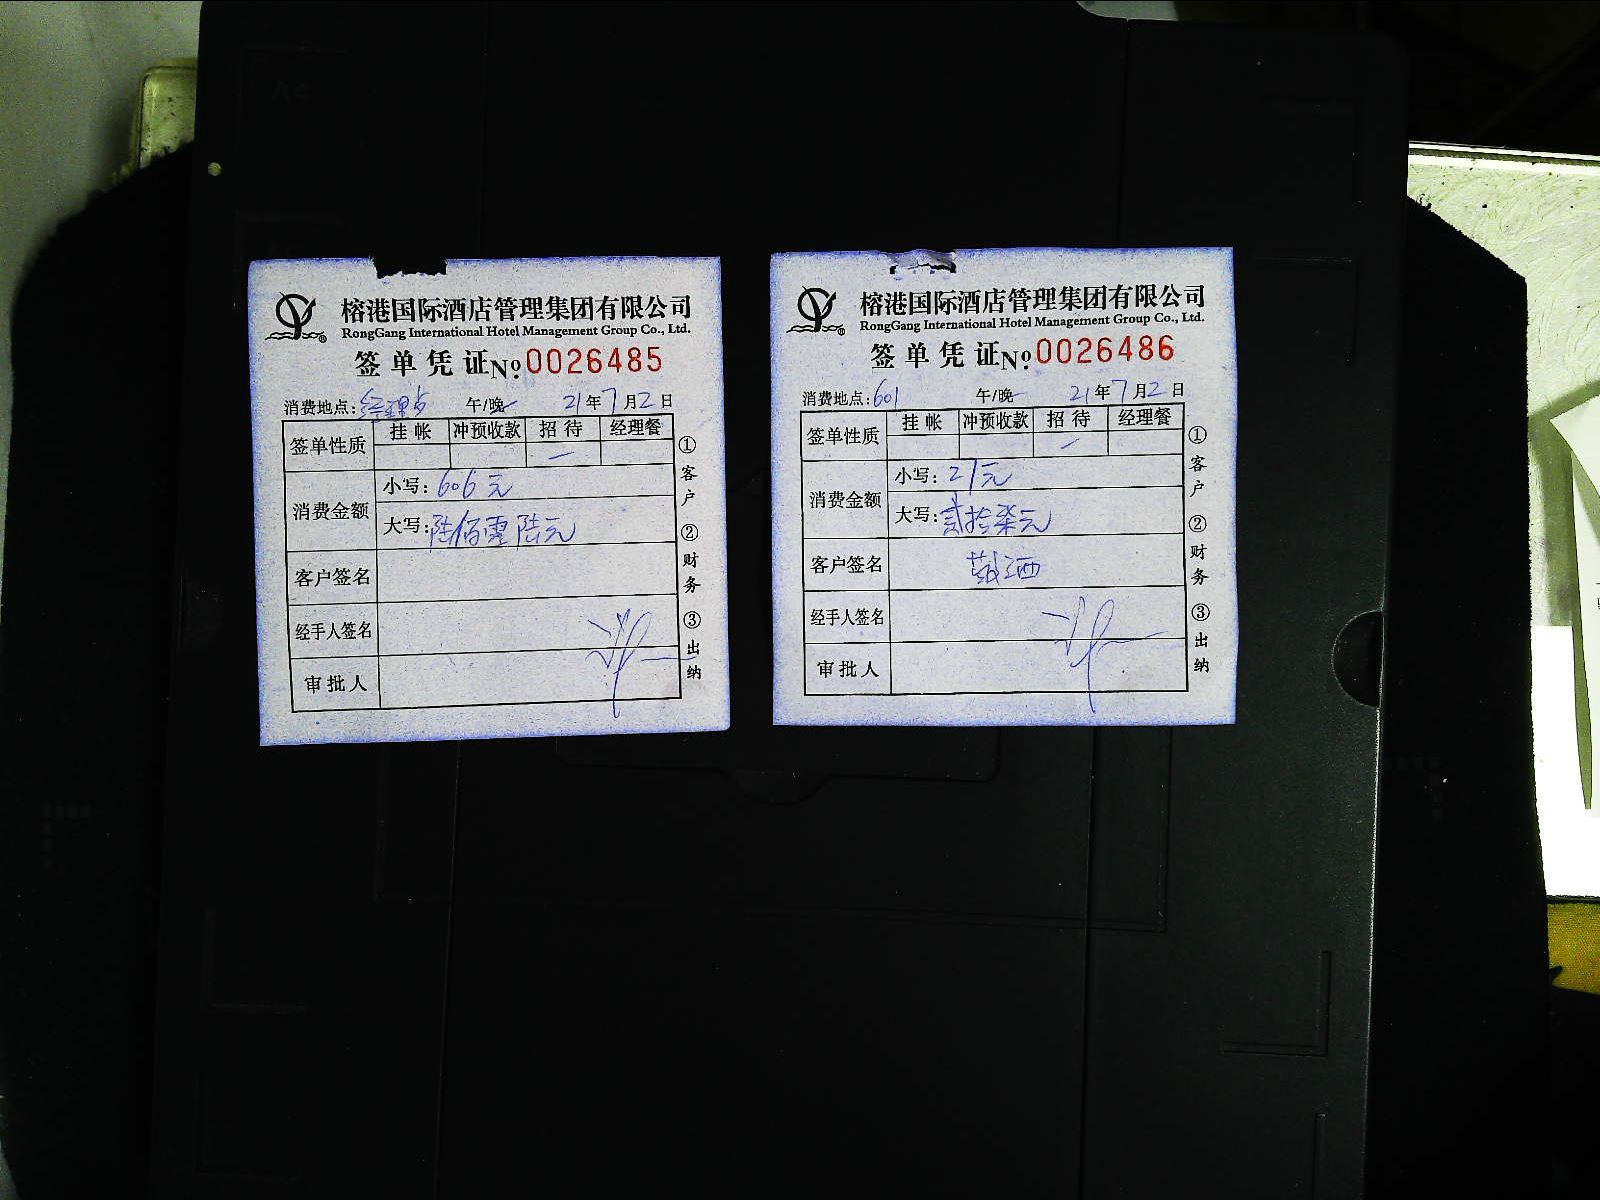 榕港国际酒店管理集团有限公司
RongGang International Hotel Management Group Co., Ltd.
签单凭证 No. 0026485
消费地点: 午/晚 21年7月2日
签单性质 挂帐 冲预收款 招待 经理餐
消费金额
小写: 606元
大写: 陆佰零陆元
客户签名
经手人签名
审批人
①客户 ②财务 ③出纳
榕港国际酒店管理集团有限公司
RongGang International Hotel Management Group Co., Ltd.
签单凭证 No. 0026486
消费地点: 601 午/晚 21年7月2日
签单性质 挂帐 冲预收款 招待 经理餐
消费金额
小写: 27元
大写: 贰拾柒元
客户签名
经手人签名
审批人
①客户 ②财务 ③出纳